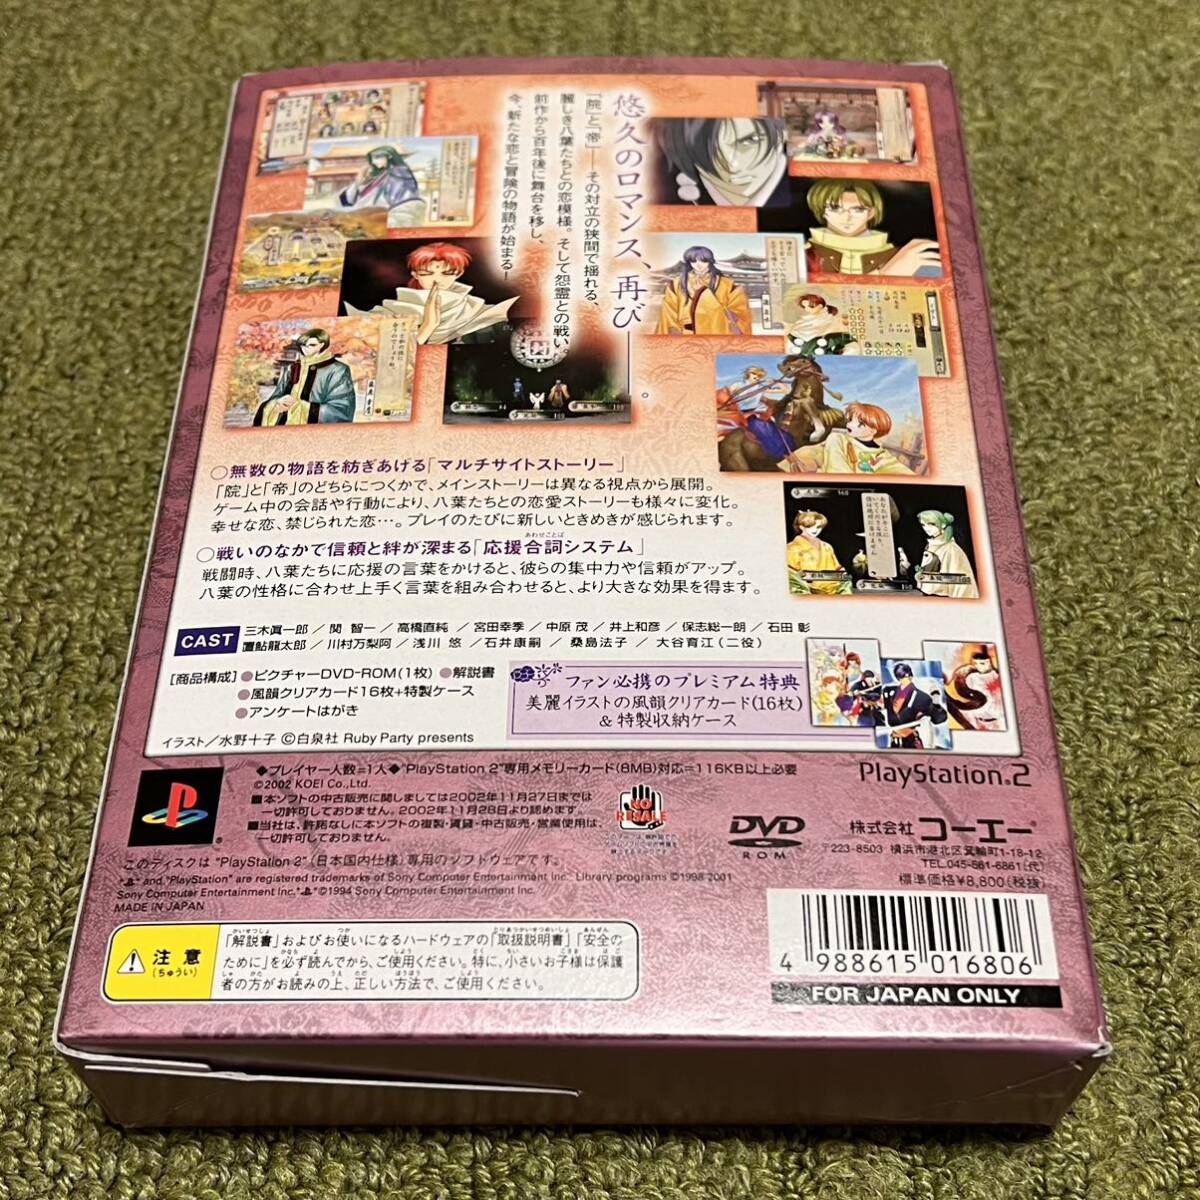 悠久のロマンス、再び――。
「院」と「帝」――その対立の狭間で揺れる、
麗しき八葉たちとの恋模様。そして怨霊との戦い。
前作から百年後に舞台を移し、
今、新たな恋と冒険の物語が始まる――
○無数の物語を紡ぎあげる「マルチサイトストーリー」
「院」と「帝」のどちらにつくかで、メインストーリーは異なる視点から展開。
ゲーム中の会話や行動により、八葉たちとの恋愛ストーリーも様々に変化。
幸せな恋、禁じられた恋…。プレイのたびに新しいときめきが感じられます。
あわせことば
○戦いのなかで信頼と絆が深まる「応援合詞システム」
戦闘時、八葉たちに応援の言葉をかけると、彼らの集中力や信頼がアップ。
八葉の性格に合わせ上手く言葉を組み合わせると、より大きな効果を得ます。
CAST
三木眞一郎／関 智一／高橋直純／宮田幸季／中原 茂／井上和彦／保志総一朗／石田 彰
置鮎龍太郎／川村万梨阿／浅川 悠／石井康嗣／桑島法子／大谷育江(二役)
[商品構成]●ピクチャーDVD-ROM(1枚) ●解説書
●風韻クリアカード16枚+特製ケース
●アンケートはがき
ファン必携のプレミアム特典
美麗イラストの風韻クリアカード(16枚)
＆特製収納ケース
イラスト／水野十子 ©白泉社 Ruby Party presents
◆プレイヤー人数=1人◆"PlayStation 2"専用メモリーカード(8MB)対応=116KB以上必要
©2002 KOEI Co.,Ltd.
■本ソフトの中古販売に関しましては2002年11月27日までは
一切許可しておりません。2002年11月28日より認めます。
■当社は、許諾なしに本ソフトの複製・賃貸・中古販売・営業使用は、
一切許可しておりません。
NO RESALE
DVD
ROM
PlayStation.2
株式会社 コーエー
〒223-8503 横浜市港北区箕輪町1-18-12
TEL.045-561-6861(代)
標準価格¥8,800(税抜)
このディスクは "PlayStation 2" (日本国内仕様)専用のソフトウェアです。
and "PlayStation" are registered trademarks of Sony Computer Entertainment Inc. Library programs ©1998 2001
Sony Computer Entertainment Inc. ©1994 Sony Computer Entertainment Inc.
MADE IN JAPAN
注意
(ちゅうい)
「解説書」およびお使いになるハードウェアの「取扱説明書」「安全の
ために」を必ず読んでから、ご使用ください。特に、小さいお子様は保護
者の方がお読みの上、正しい方法で、ご使用ください。
4 988615 016806
FOR JAPAN ONLY